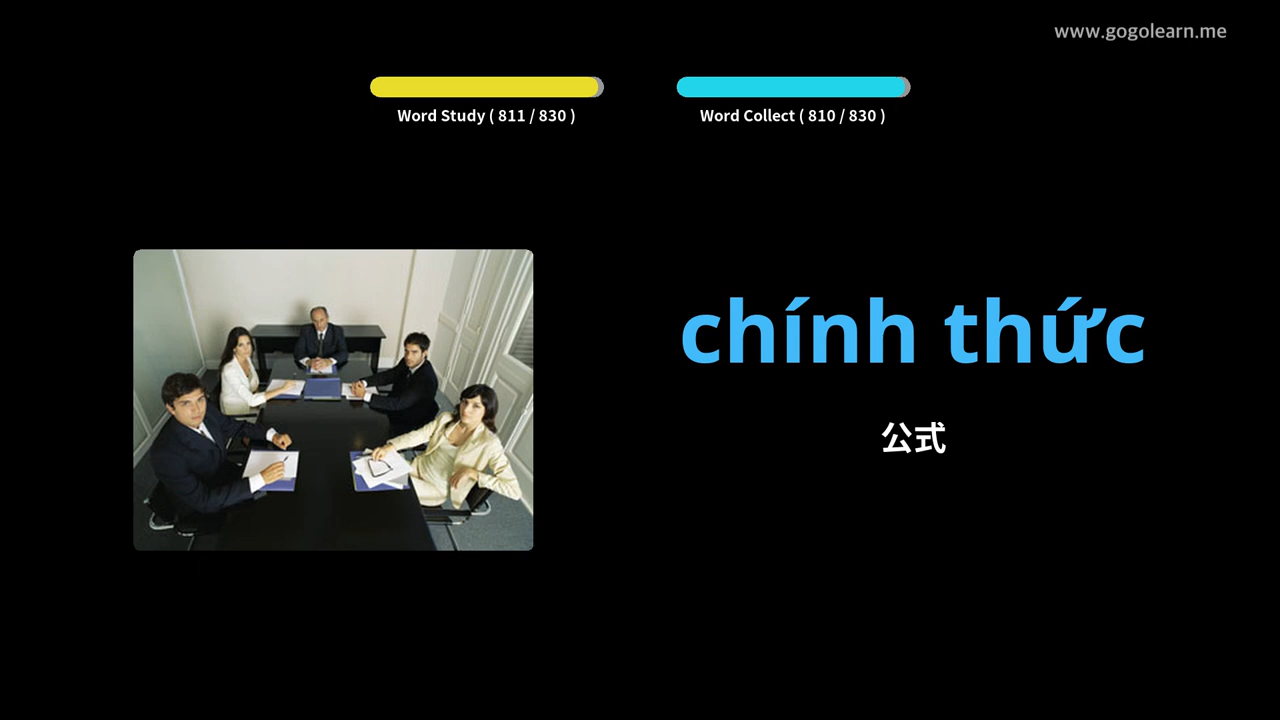 www.gogolearn.me
Word Study ( 811 / 830 )
Word Collect ( 810 / 830 )
chính thức
公式